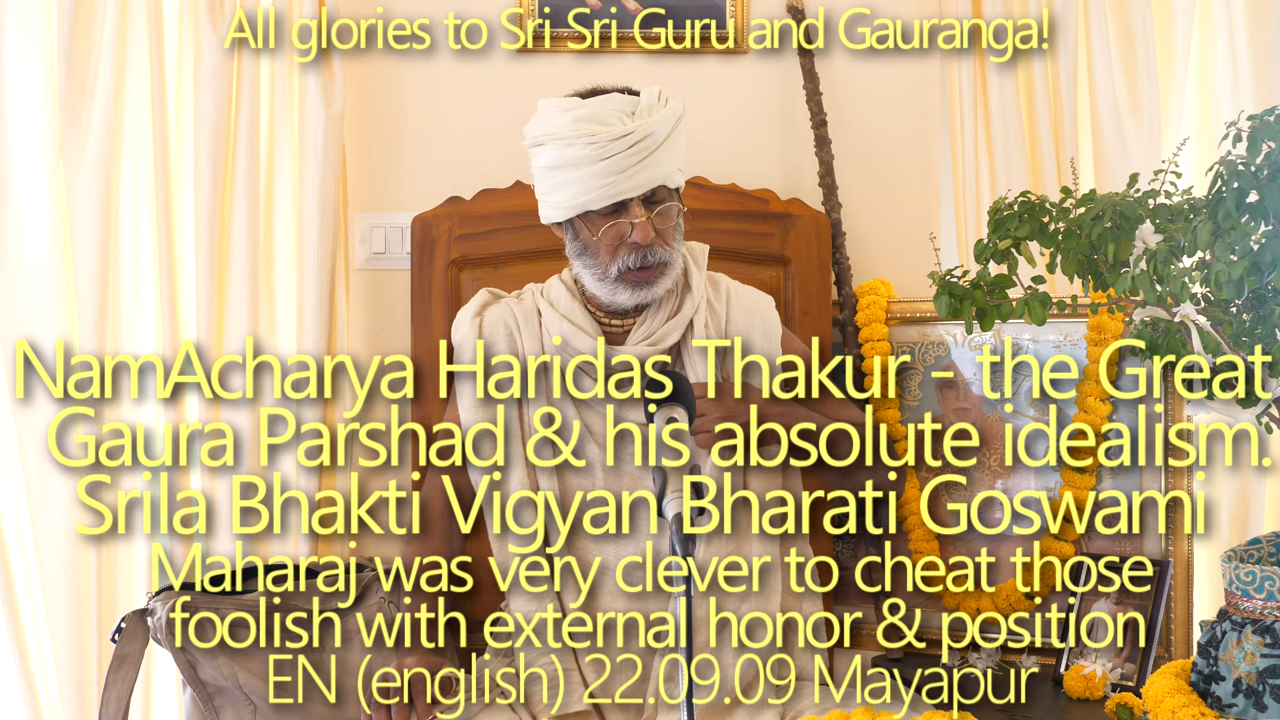 All glories to Sri Sri Guru and Gauranga!
NamAcharya Haridas Thakur - the Great
Gaura Parshad & his absolute idealism.
Srila Bhakti Vigyan Bharati Goswami
Maharaj was very clever to cheat those
foolish with external honor & position
EN (english) 22.09.09 Mayapur